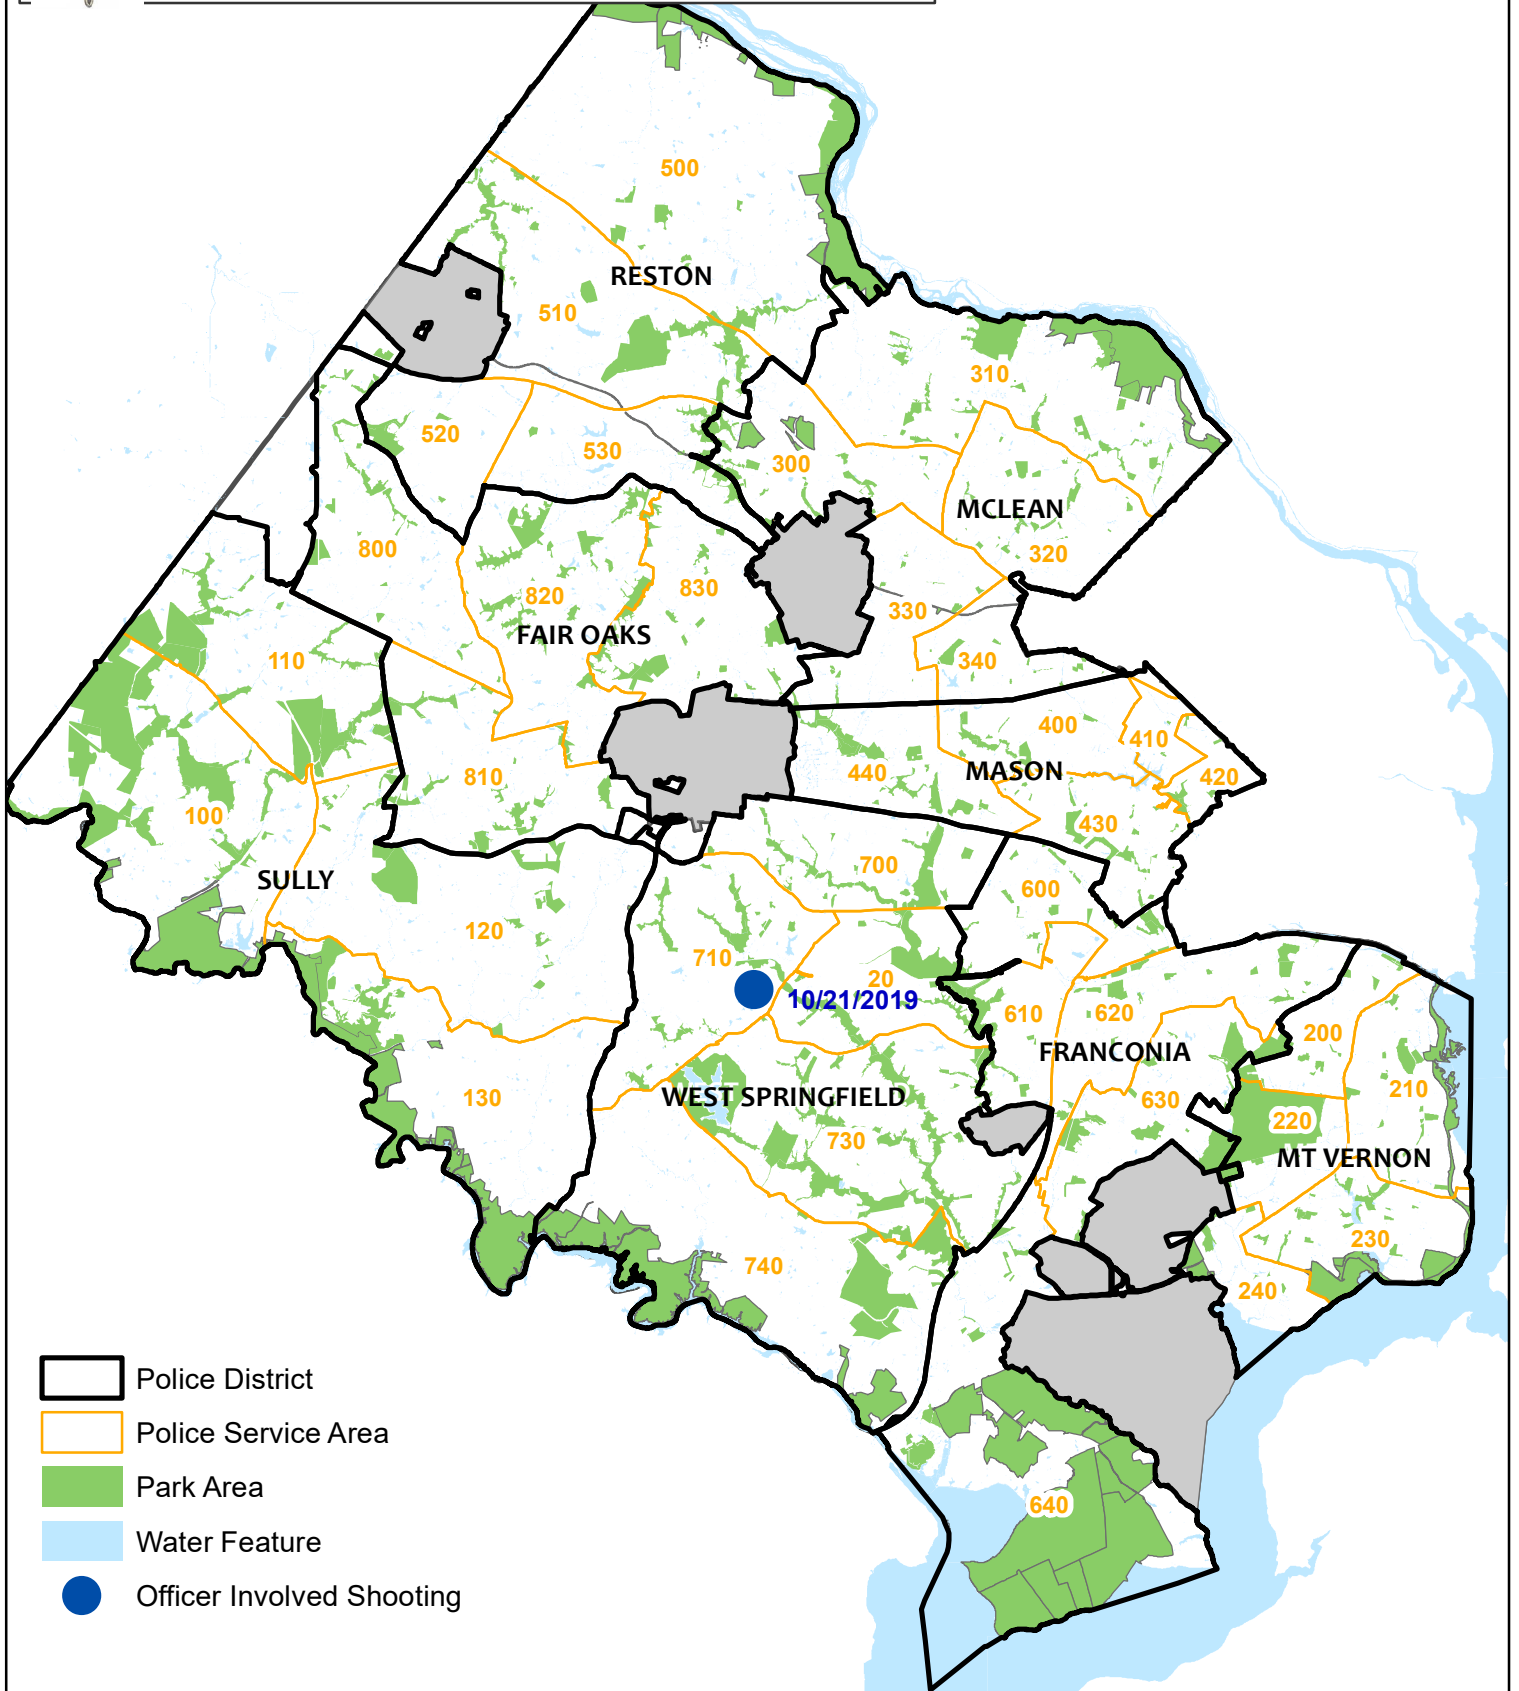 500
RESTON
510
310
520
530
300
MCLEAN
800
320
820
830
330
FAIR OAKS
110
340
400
410
440
MASON
420
810
100
430
700
SULLY
600
120
710
20
10/21/2019
610
620
200
FRANCONIA
210
WEST SPRINGFIELD
130
630
220
730
MT VERNON
230
740
240
Police District
Police Service Area
Park Area
Water Feature
640
Officer Involved Shooting